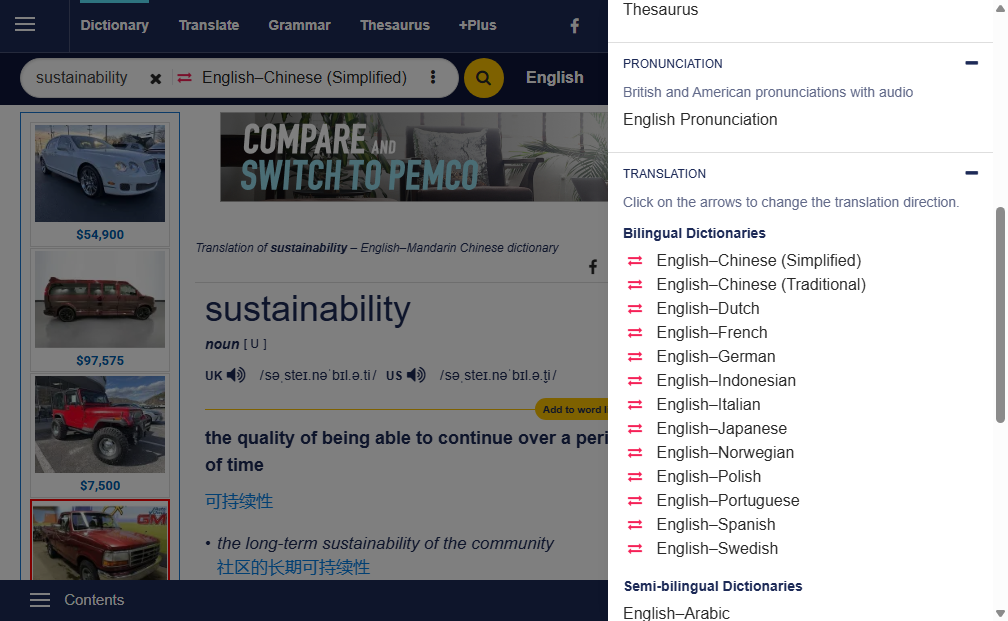 Dictionary
Translate
Grammar
Thesaurus
+Plus
sustainability
English–Chinese (Simplified)
English
$54,900
$97,575
$7,500
GM
COMPARE AND
SWITCH TO PEMCO
Translation of sustainability – English–Mandarin Chinese dictionary
sustainability
noun [ U ]
UK /səˌsteɪ.nəˈbɪl.ə.ti/ US /səˌsteɪ.nəˈbɪl.ə.t̬i/
Add to word li
the quality of being able to continue over a peri
of time
可持续性
• the long-term sustainability of the community
社区的长期可持续性
Contents
Thesaurus
PRONUNCIATION
British and American pronunciations with audio
English Pronunciation
TRANSLATION
Click on the arrows to change the translation direction.
Bilingual Dictionaries
English–Chinese (Simplified)
English–Chinese (Traditional)
English–Dutch
English–French
English–German
English–Indonesian
English–Italian
English–Japanese
English–Norwegian
English–Polish
English–Portuguese
English–Spanish
English–Swedish
Semi-bilingual Dictionaries
English–Arabic